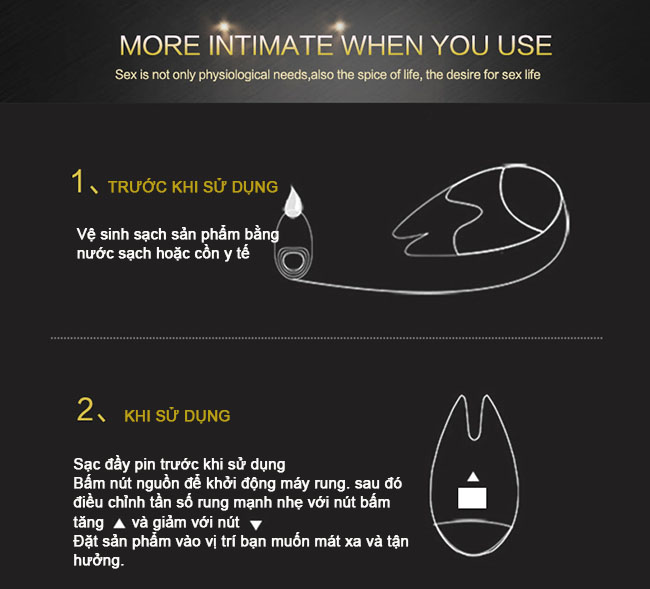 MORE INTIMATE WHEN YOU USE
Sex is not only physiological needs,also the spice of life, the desire for sex life
1、 TRƯỚC KHI SỬ DỤNG
Vệ sinh sạch sản phẩm bằng
nước sạch hoặc cồn y tế
2、 KHI SỬ DỤNG
Sạc đầy pin trước khi sử dụng
Bấm nút nguồn để khởi động máy rung. sau đó
điều chỉnh tần số rung mạnh nhẹ với nút bấm
tăng ▲ và giảm với nút ▼
Đặt sản phẩm vào vị trí bạn muốn mát xa và tận
hưởng.